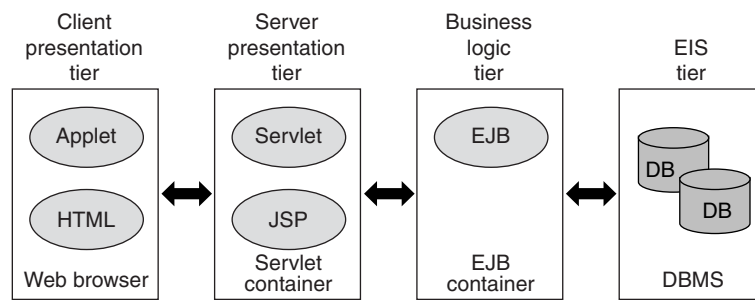 Client
presentation
tier
Server
presentation
tier
Business
logic
tier
EIS
tier
Applet
HTML
Web browser
Servlet
JSP
Servlet
container
EJB
EJB
container
DB
DB
DBMS